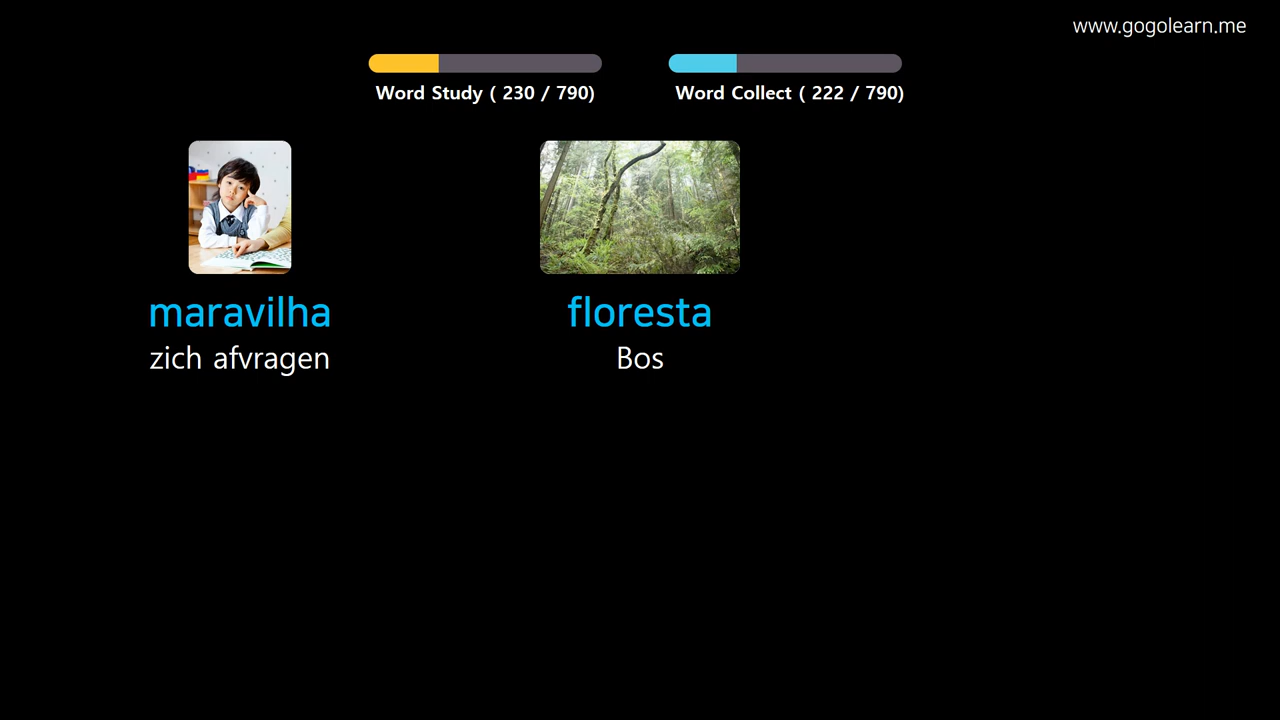 www.gogolearn.me
Word Study ( 230 / 790)
Word Collect ( 222 / 790)
maravilha
zich afvragen
floresta
Bos